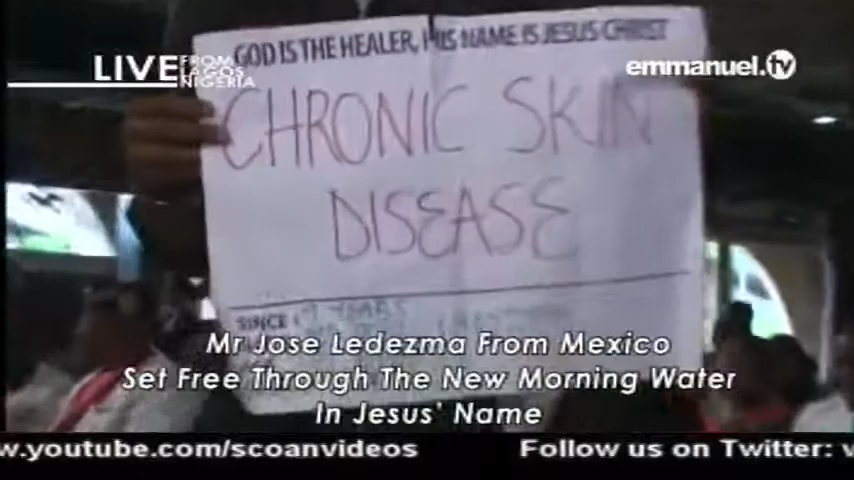 GOD IS THE HEALER, HIS NAME IS JESUS CHRIST
LIVE FROM
LAGOS
NIGERIA
emmanuel.tv
CHRONIC SKIN
DISEASE
SINCE 17 YEARS
Mr Jose Ledezma From Mexico
Set Free Through The New Morning Water
In Jesus' Name
w.youtube.com/scoanvideos Follow us on Twitter: w